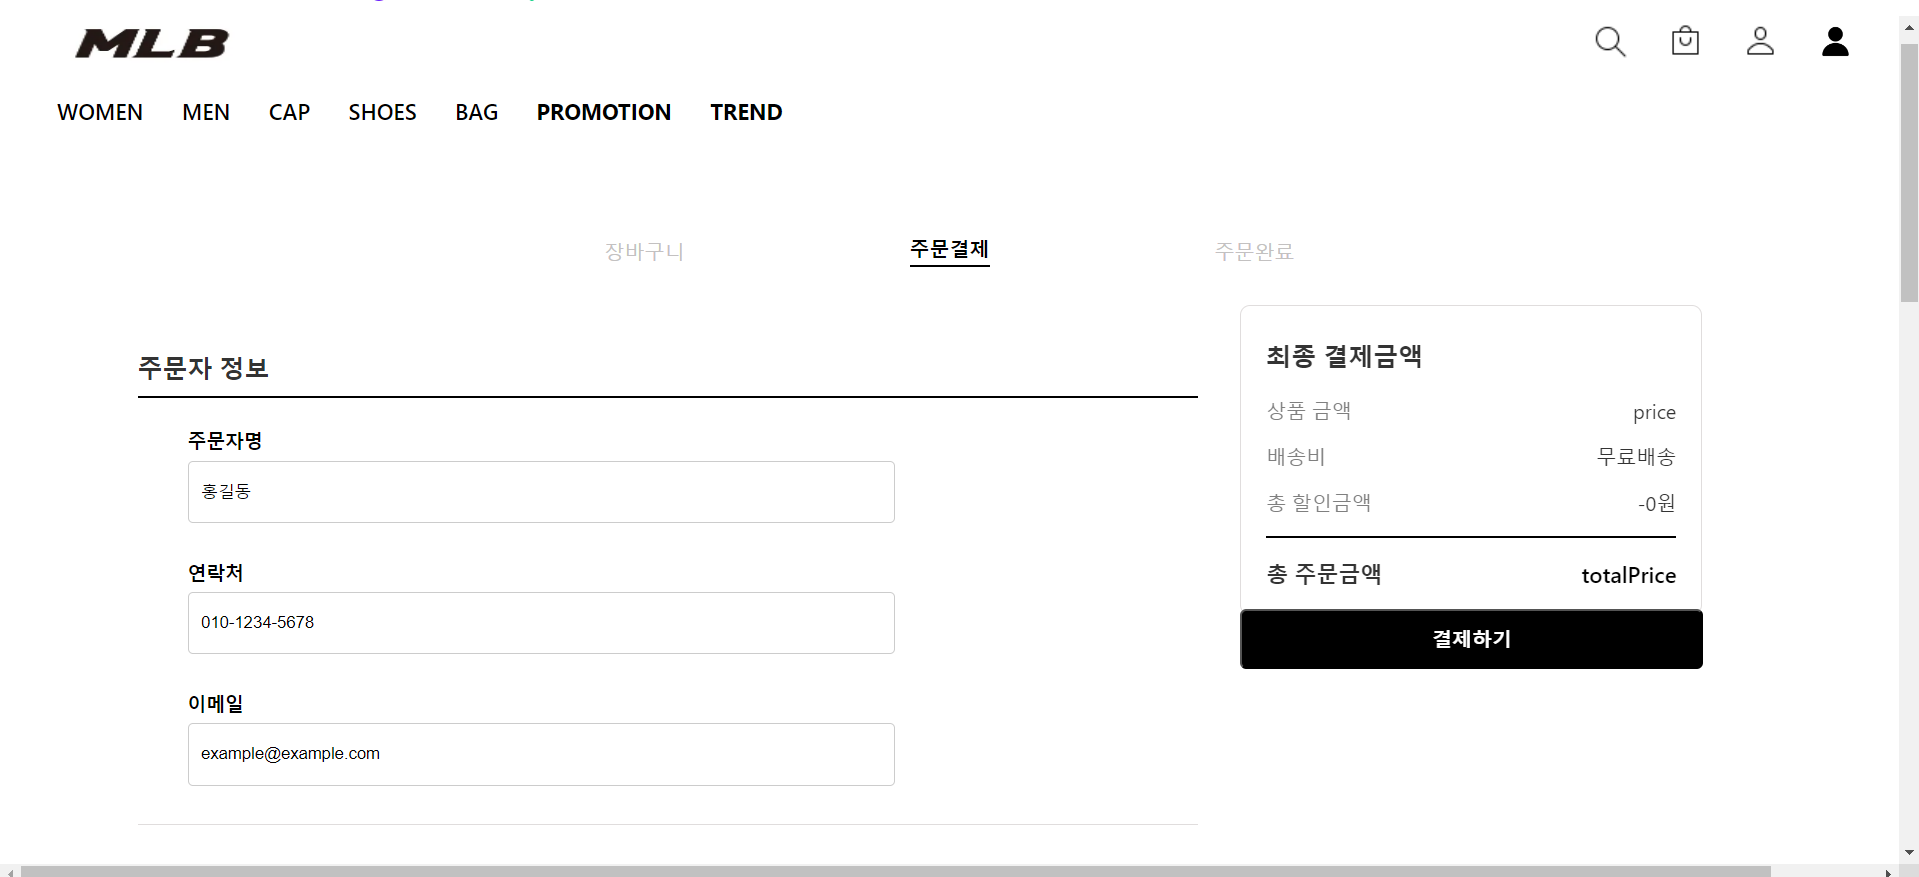 MLB
WOMEN MEN CAP SHOES BAG PROMOTION TREND
장바구니 주문결제 주문완료
주문자 정보
주문자명
홍길동
연락처
010-1234-5678
이메일
example@example.com
최종 결제금액
상품 금액 price
배송비 무료배송
총 할인금액 -0원
총 주문금액 totalPrice
결제하기